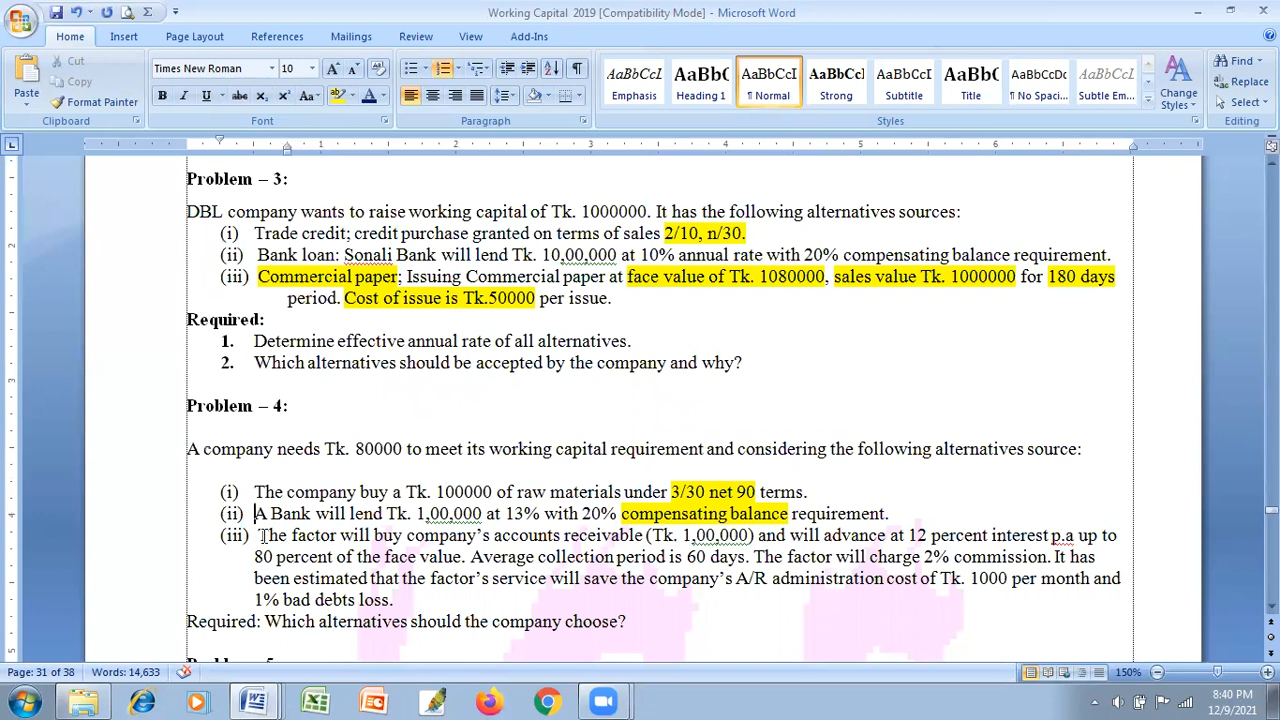 Working Capital 2019 [Compatibility Mode] - Microsoft Word
Home Insert Page Layout References Mailings Review View Add-Ins
Paste
Cut
Copy
Format Painter
Clipboard
Times New Roman 10
Font
Paragraph
AaBbCcI AaBbCc AaBbCcI AaBbCcI AaBbCcI AaBbC AaBbCcDc AaBbCcI
Emphasis Heading 1 ¶ Normal Strong Subtitle Title ¶ No Spaci... Subtle Em...
Change Styles
Styles
Find
Replace
Select
Editing
1 2 3 4 5 6
Problem – 3:
DBL company wants to raise working capital of Tk. 1000000. It has the following alternatives sources:
(i) Trade credit; credit purchase granted on terms of sales 2/10, n/30.
(ii) Bank loan: Sonali Bank will lend Tk. 10,00,000 at 10% annual rate with 20% compensating balance requirement.
(iii) Commercial paper; Issuing Commercial paper at face value of Tk. 1080000, sales value Tk. 1000000 for 180 days
period. Cost of issue is Tk.50000 per issue.
Required:
1. Determine effective annual rate of all alternatives.
2. Which alternatives should be accepted by the company and why?
Problem – 4:
A company needs Tk. 80000 to meet its working capital requirement and considering the following alternatives source:
(i) The company buy a Tk. 100000 of raw materials under 3/30 net 90 terms.
(ii) A Bank will lend Tk. 1,00,000 at 13% with 20% compensating balance requirement.
(iii) The factor will buy company's accounts receivable (Tk. 1,00,000) and will advance at 12 percent interest p.a up to
80 percent of the face value. Average collection period is 60 days. The factor will charge 2% commission. It has
been estimated that the factor's service will save the company's A/R administration cost of Tk. 1000 per month and
1% bad debts loss.
Required: Which alternatives should the company choose?
Page: 31 of 38 Words: 14,633 150%
8:40 PM
12/9/2021